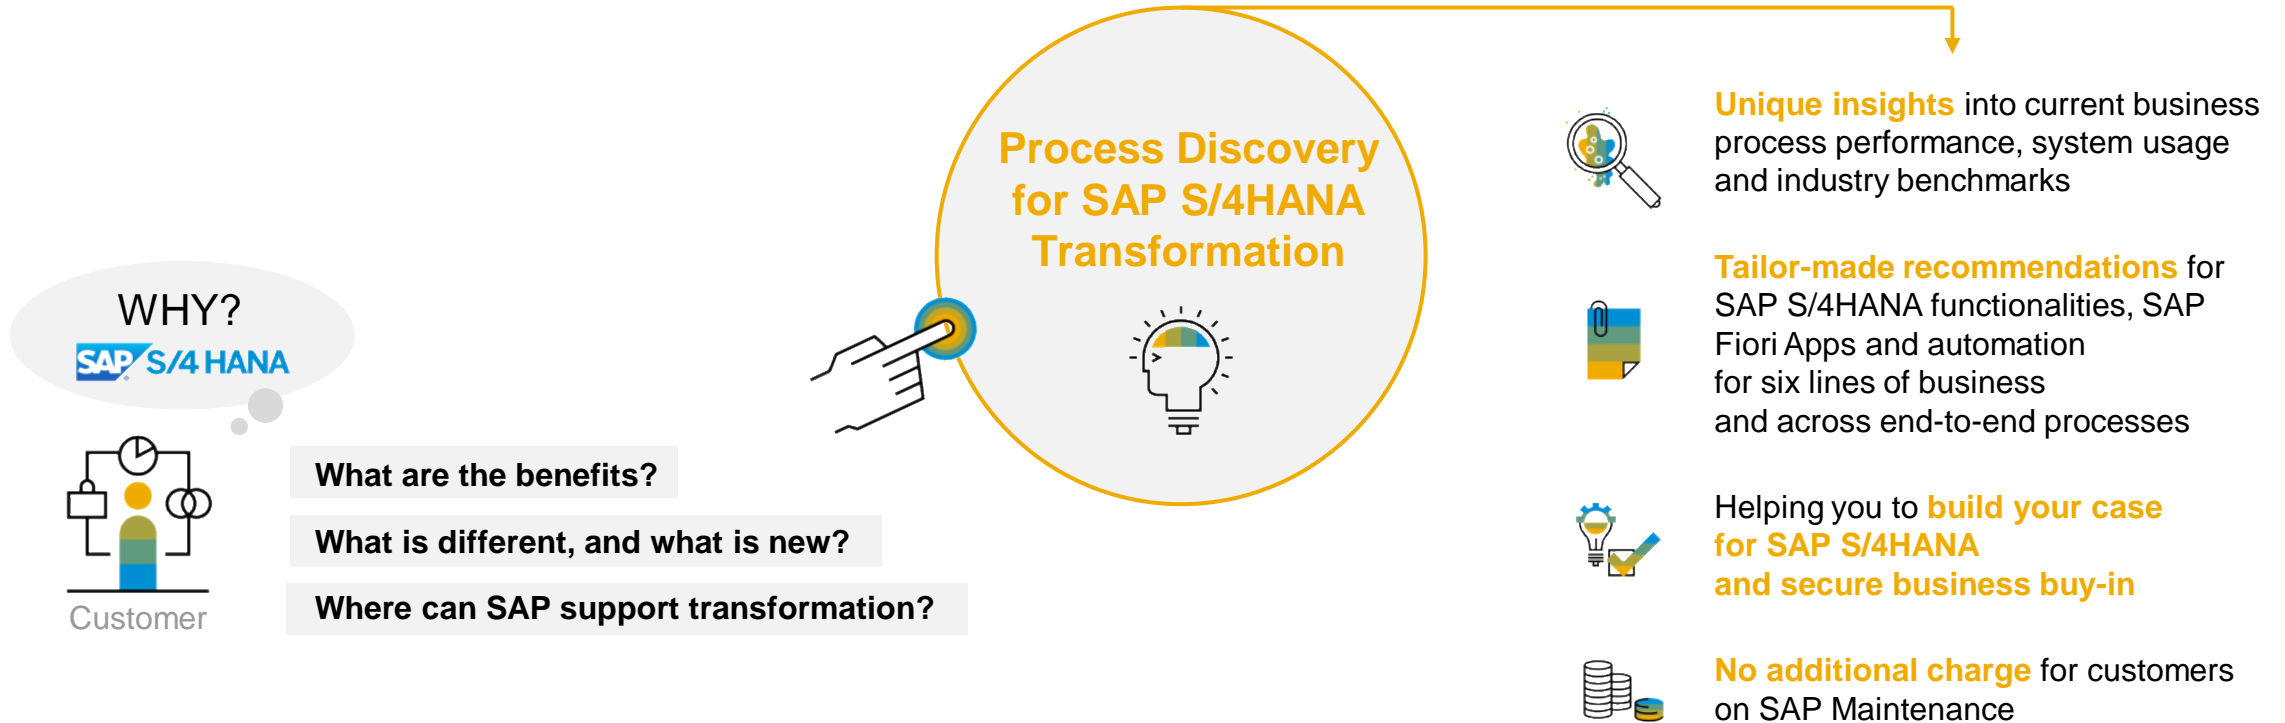 WHY?
SAP S/4 HANA
Customer
What are the benefits?
What is different, and what is new?
Where can SAP support transformation?
Process Discovery
for SAP S/4HANA
Transformation
Unique insights into current business
process performance, system usage
and industry benchmarks
Tailor-made recommendations for
SAP S/4HANA functionalities, SAP
Fiori Apps and automation
for six lines of business
and across end-to-end processes
Helping you to build your case
for SAP S/4HANA
and secure business buy-in
No additional charge for customers
on SAP Maintenance